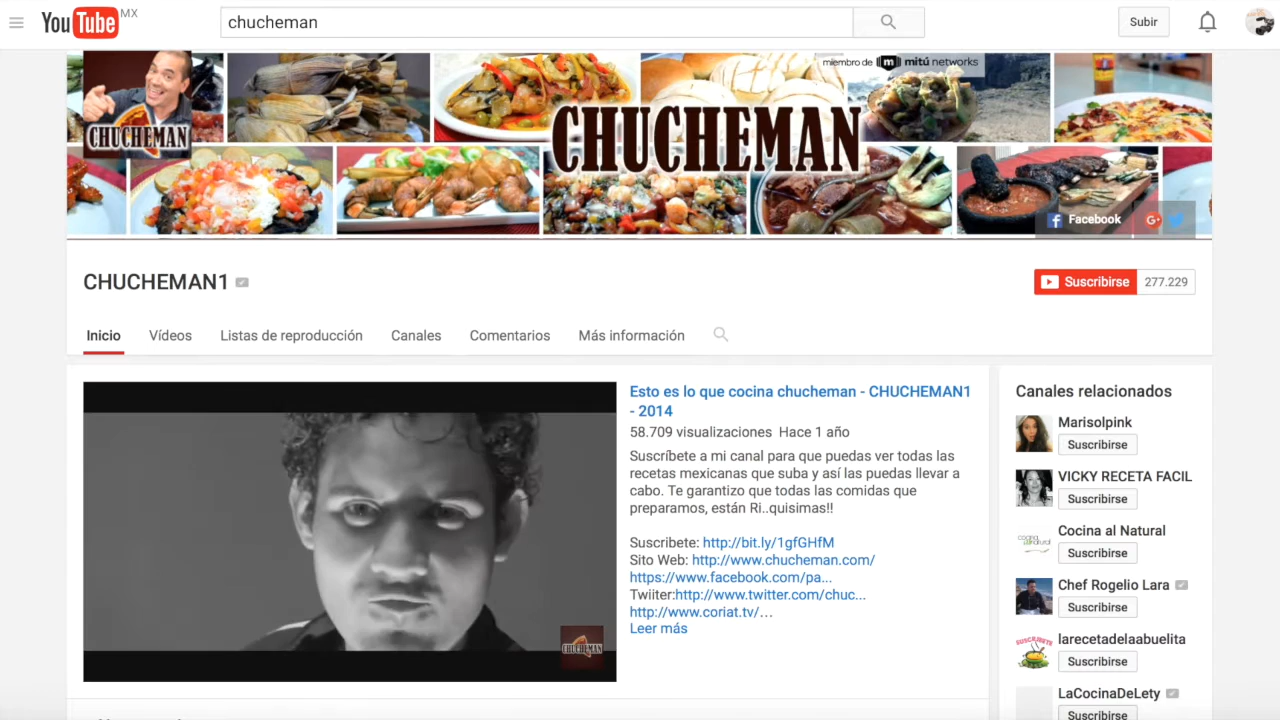 YouTube MX
chucheman
Subir
miembro de mitú networks
CHUCHEMAN
CHUCHEMAN
Facebook
G+
CHUCHEMAN1
Suscribirse 277.229
Inicio Vídeos Listas de reproducción Canales Comentarios Más información
Esto es lo que cocina chucheman - CHUCHEMAN1
- 2014
58.709 visualizaciones Hace 1 año
Suscríbete a mi canal para que puedas ver todas las
recetas mexicanas que suba y así las puedas llevar a
cabo. Te garantizo que todas las comidas que
preparamos, están Ri..quisimas!!
Suscribete: http://bit.ly/1gfGHfM
Sito Web: http://www.chucheman.com/
https://www.facebook.com/pa...
Twiiter:http://www.twitter.com/chuc...
http://www.coriat.tv/…
Leer más
CHUCHEMAN
Canales relacionados
Marisolpink
Suscribirse
VICKY RECETA FACIL
Suscribirse
Cocina al Natural
Suscribirse
Chef Rogelio Lara
Suscribirse
SUSCRIBETE
larecetadelaabuelita
Suscribirse
LaCocinaDeLety
Suscribirse